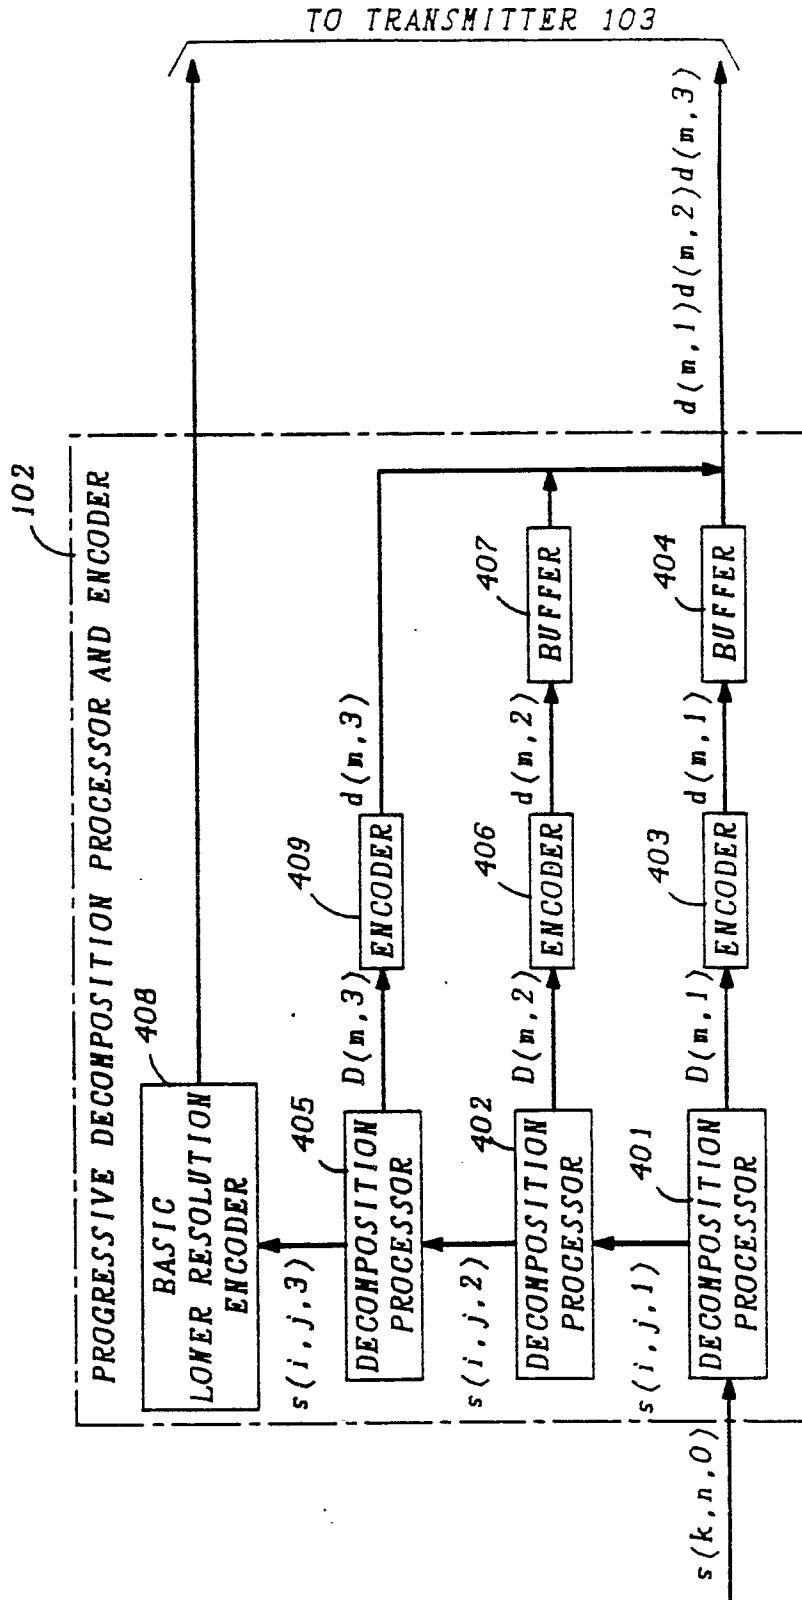 TO TRANSMITTER 103
102
PROGRESSIVE DECOMPOSITION PROCESSOR AND ENCODER
408
BASIC
LOWER RESOLUTION
ENCODER
s(i,j,3)
405
DECOMPOSITION
PROCESSOR
D(m,3)
409
ENCODER
d(m,3)
s(i,j,2)
402
DECOMPOSITION
PROCESSOR
D(m,2)
406
ENCODER
d(m,2)
407
BUFFER
s(i,j,1)
401
DECOMPOSITION
PROCESSOR
D(m,1)
403
ENCODER
d(m,1)
404
BUFFER
d(m,1)d(m,2)d(m,3)
s(k,n,0)